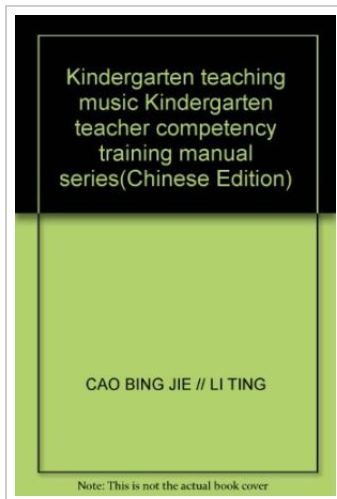 Kindergarten teaching
music Kindergarten
teacher competency
training manual
series(Chinese Edition)
CAO BING JIE // LI TING
Note: This is not the actual book cover